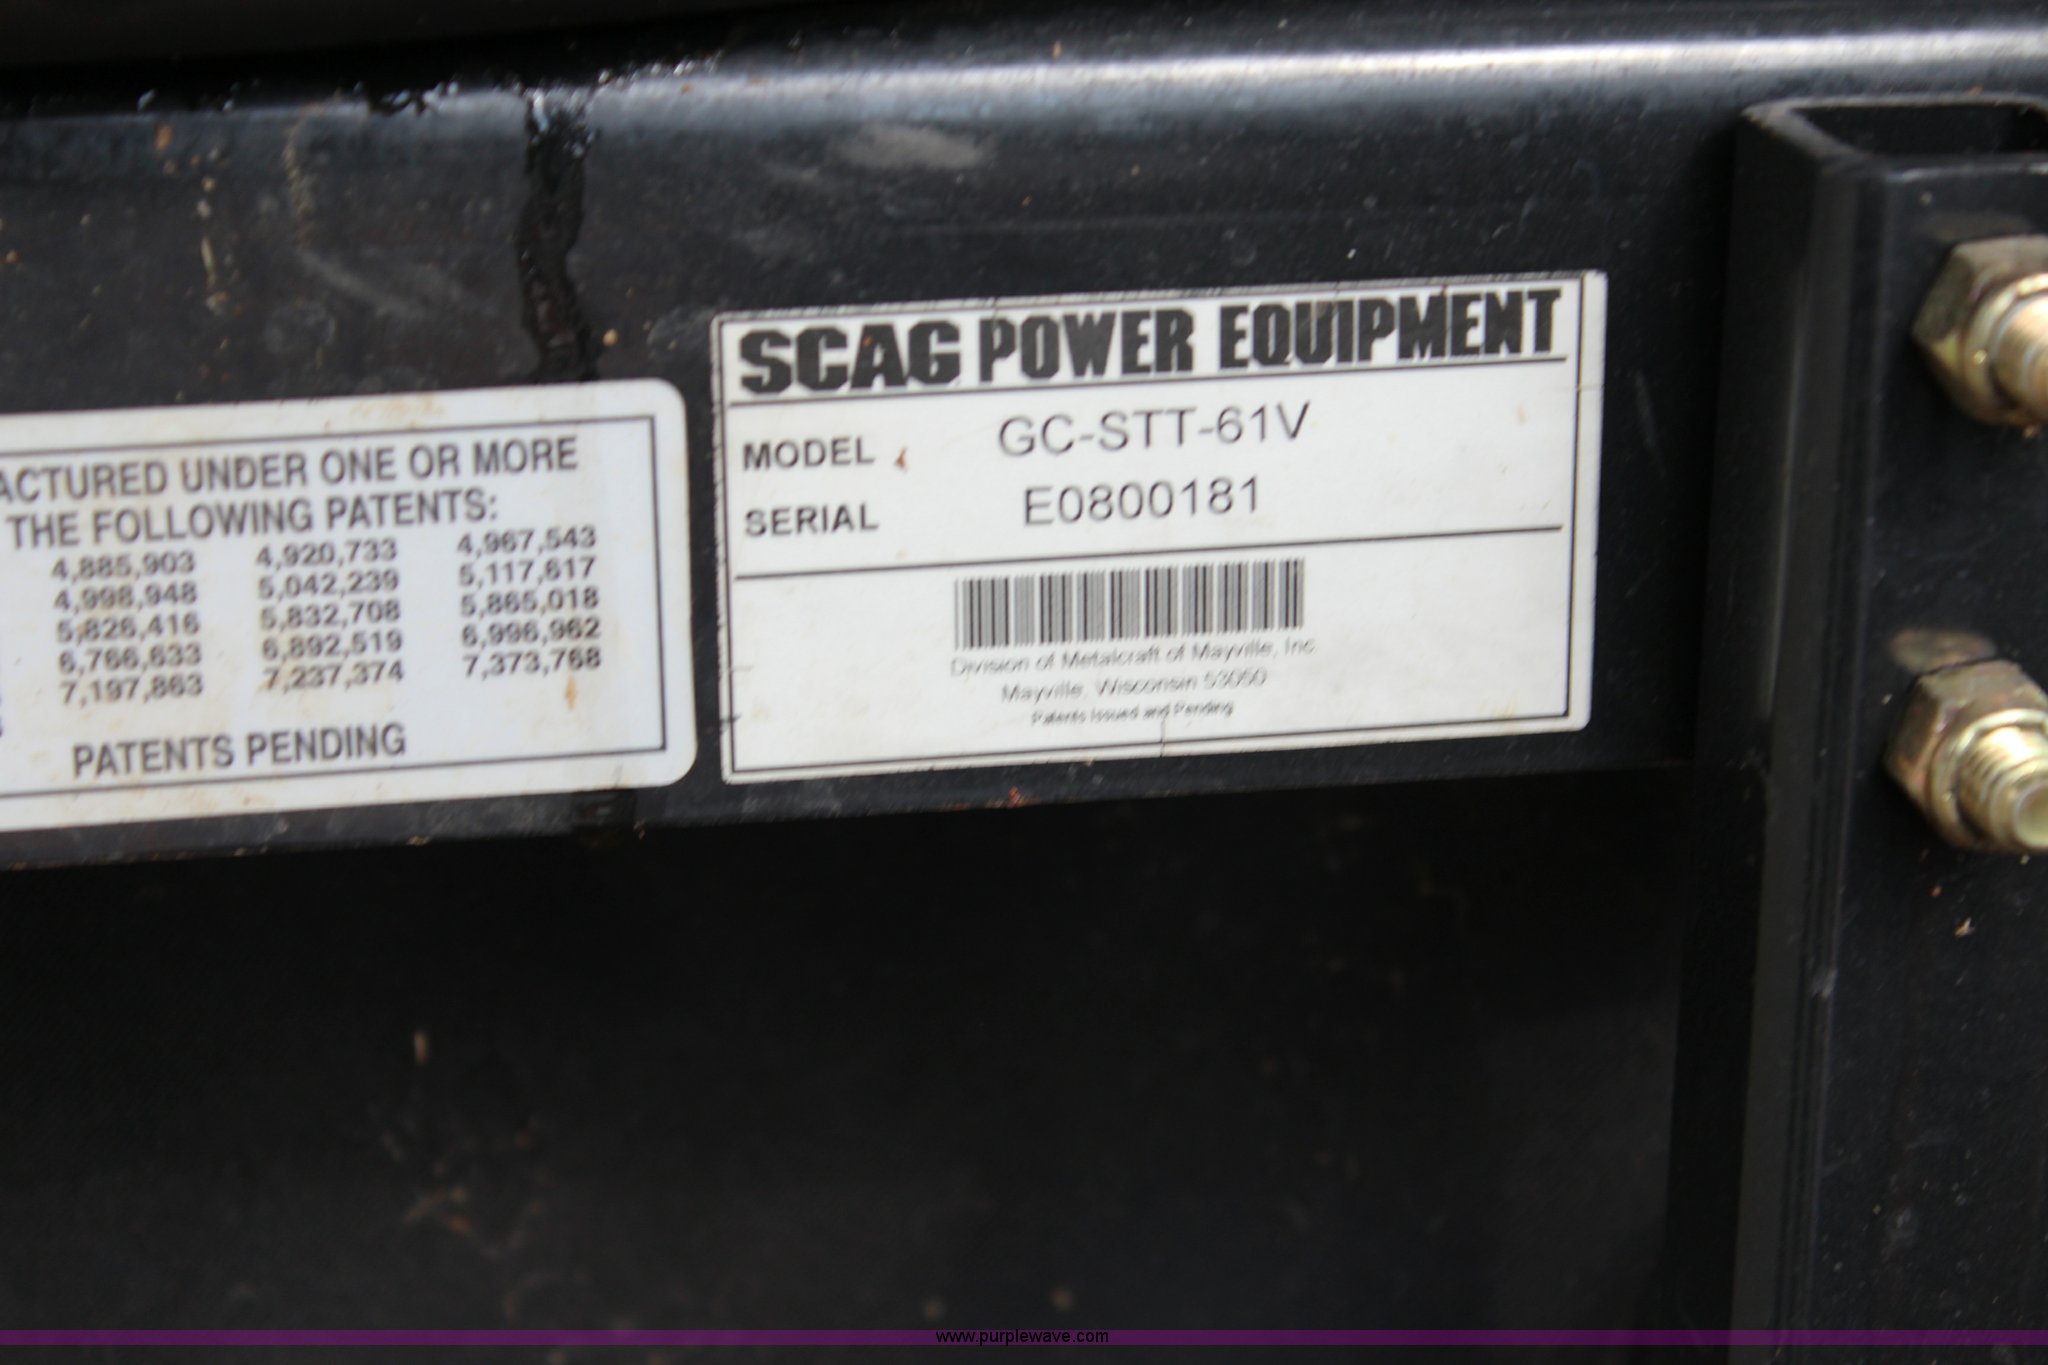 ACTURED UNDER ONE OR MORE
THE FOLLOWING PATENTS:
4,885,903 4,920,733 4,967,543
4,998,948 5,042,239 5,117,617
5,826,416 5,832,708 5,865,018
6,766,633 6,892,519 6,996,962
7,197,863 7,237,374 7,373,768
PATENTS PENDING
SCAG POWER EQUIPMENT
MODEL GC-STT-61V
SERIAL E0800181
Division of Metalcraft of Mayville, Inc
Mayville, Wisconsin 53050
Patents Issued and Pending
www.purplewave.com